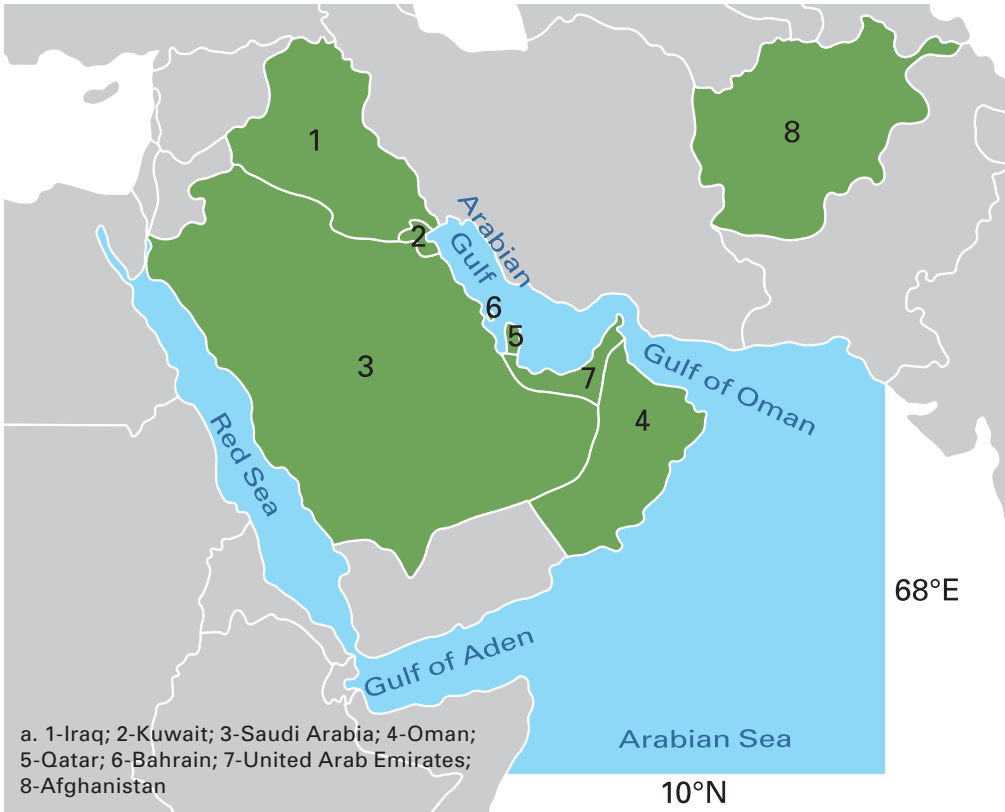 1
8
2
Arabian
Gulf
6
5
3
7
4
Gulf of Oman
Red Sea
68°E
Gulf of Aden
Arabian Sea
10°N
a. 1-Iraq; 2-Kuwait; 3-Saudi Arabia; 4-Oman;
5-Qatar; 6-Bahrain; 7-United Arab Emirates;
8-Afghanistan